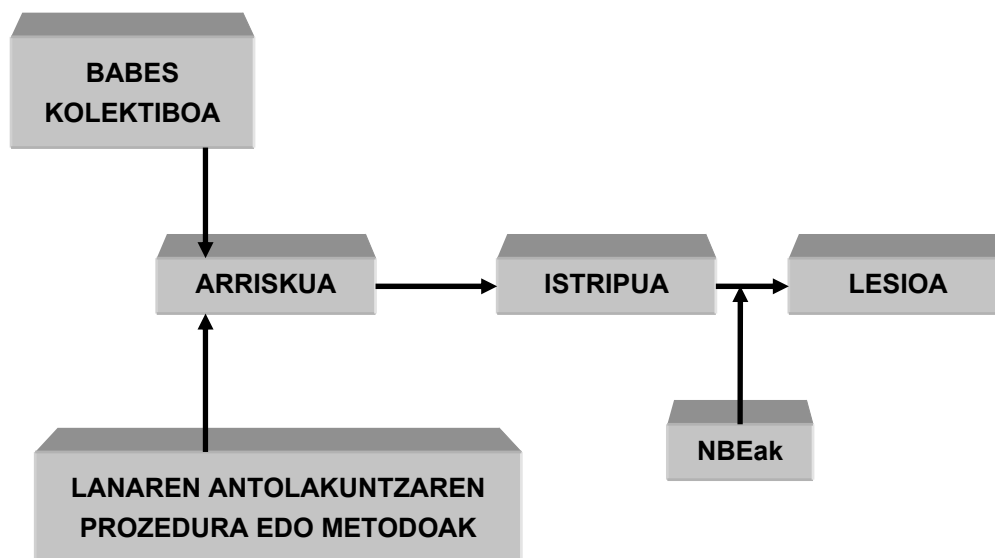 BABES
KOLEKTIBOA
ARRISKUA
ISTRIPUA
LESIOA
NBEak
LANAREN ANTOLAKUNTZAREN
PROZEDURA EDO METODOAK